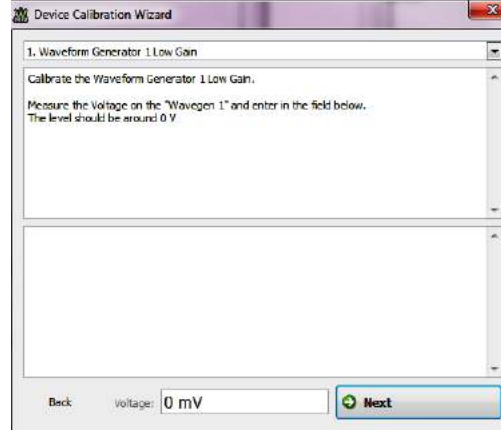 Device Calibration Wizard
1. Waveform Generator 1 Low Gain
Calibrate the Waveform Generator 1 Low Gain.
Measure the Voltage on the "Wavegen 1" and enter in the field below.
The level should be around 0 V
Back Voltage: 0 mV Next